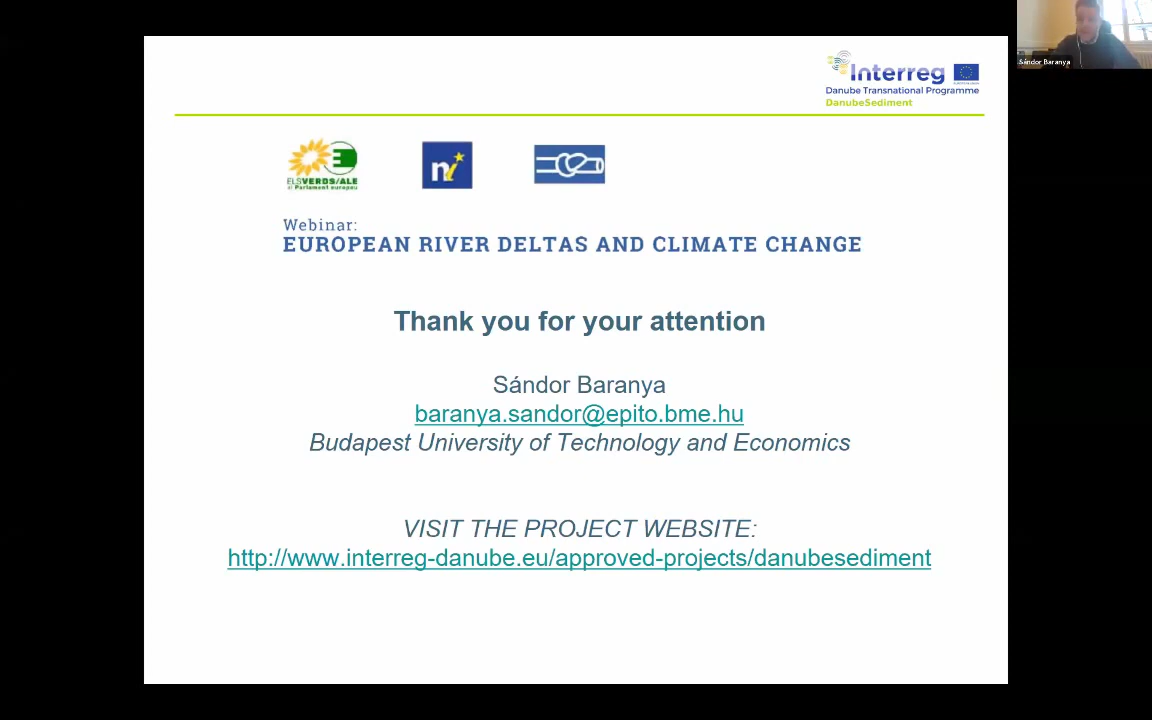 Sándor Baranya
Interreg
Danube Transnational Programme
DanubeSediment
ELSVERDS/ALE
al Parlament europeu
ni
Webinar:
EUROPEAN RIVER DELTAS AND CLIMATE CHANGE
Thank you for your attention
Sándor Baranya
baranya.sandor@epito.bme.hu
Budapest University of Technology and Economics
VISIT THE PROJECT WEBSITE:
http://www.interreg-danube.eu/approved-projects/danubesediment